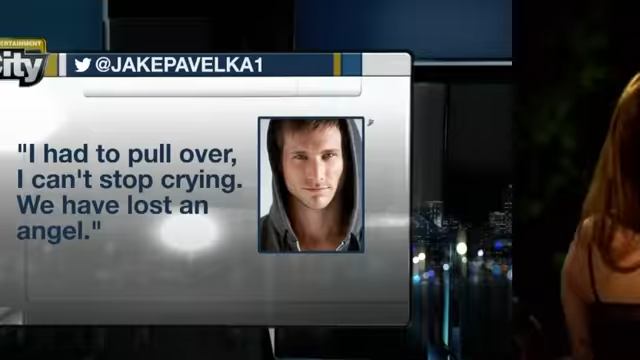 ENTERTAINMENT
City
@JAKEPAVELKA1
"I had to pull over,
I can't stop crying.
We have lost an
angel."